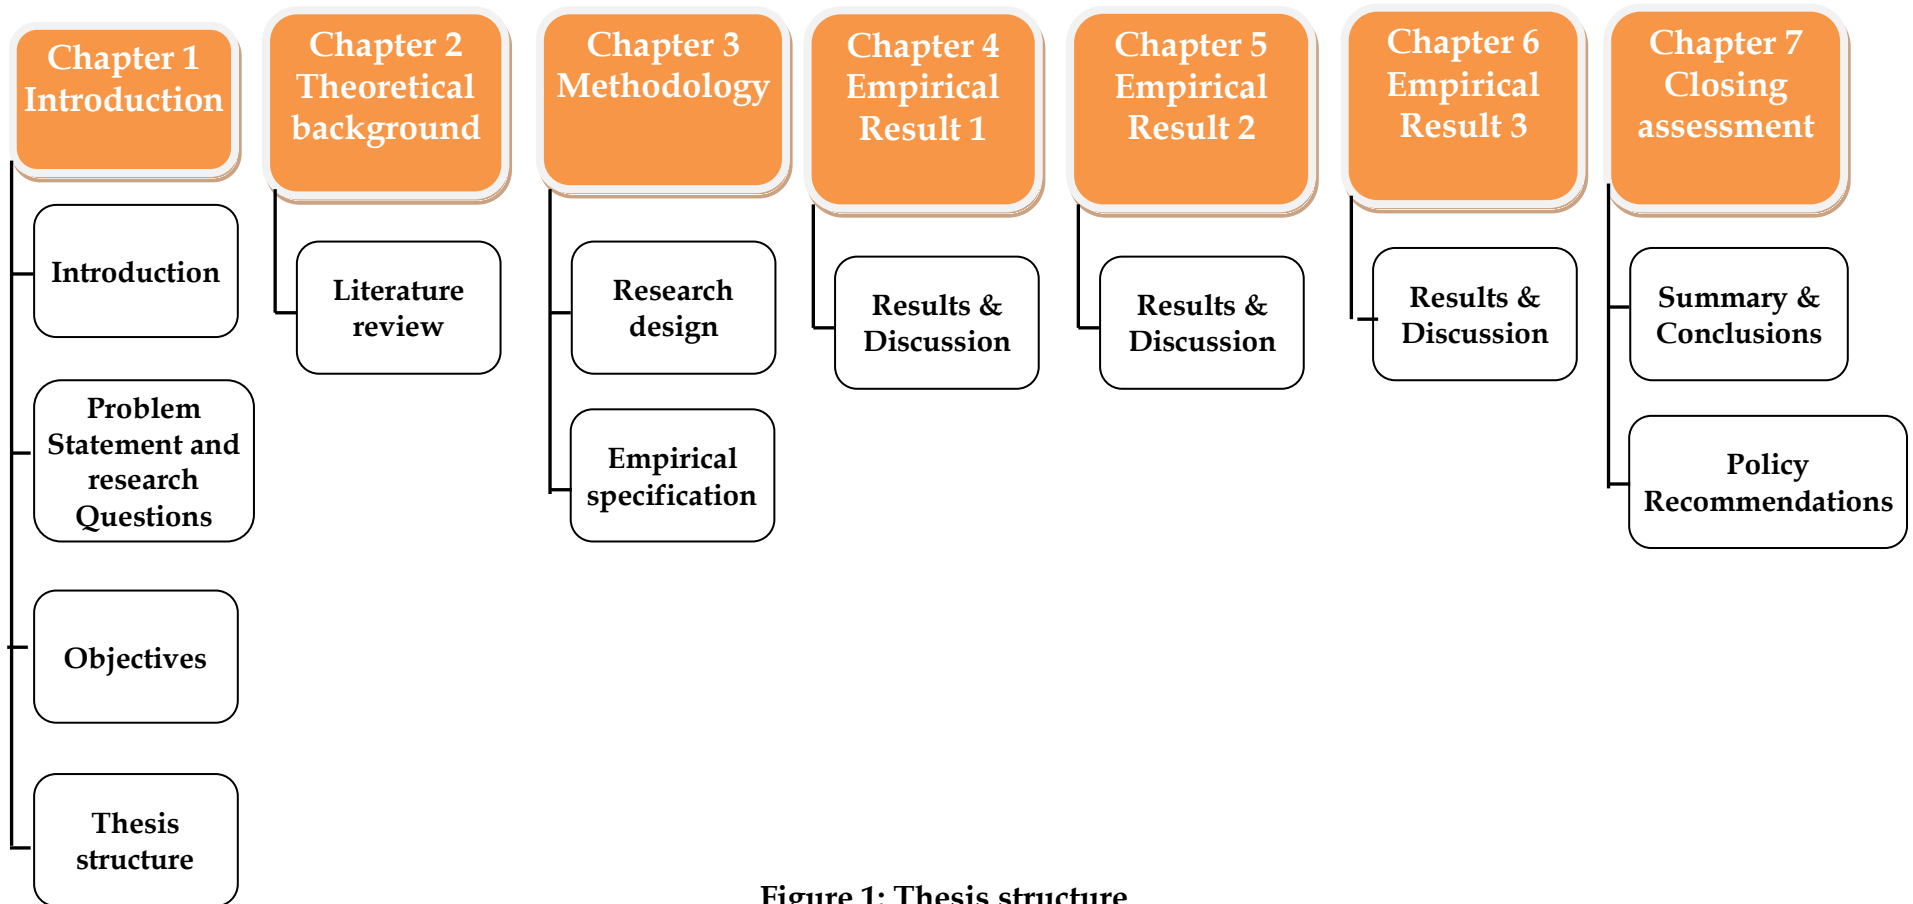 Chapter 1
Introduction
Introduction
Problem
Statement and
research
Questions
Objectives
Thesis
structure
Chapter 2
Theoretical
background
Literature
review
Chapter 3
Methodology
Research
design
Empirical
specification
Chapter 4
Empirical
Result 1
Results &
Discussion
Chapter 5
Empirical
Result 2
Results &
Discussion
Chapter 6
Empirical
Result 3
Results &
Discussion
Chapter 7
Closing
assessment
Summary &
Conclusions
Policy
Recommendations
Figure 1: Thesis structure